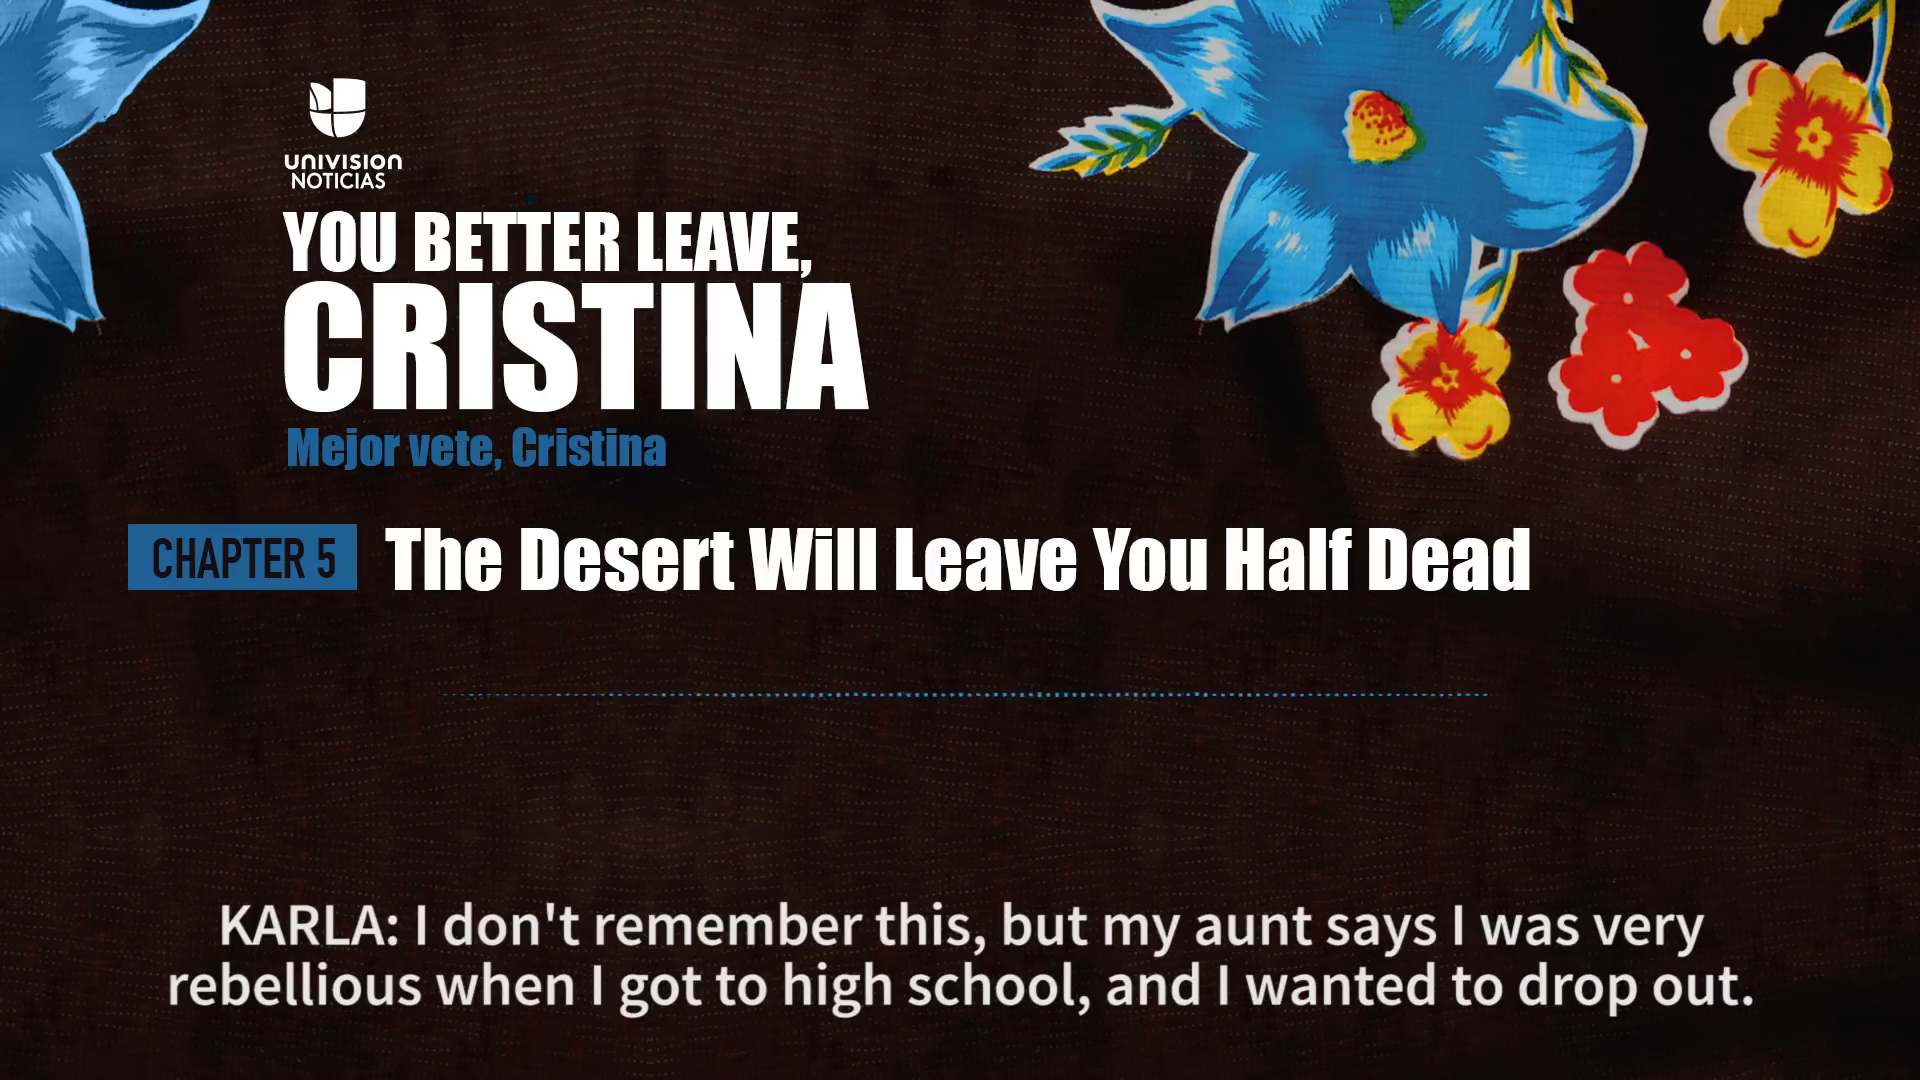 UNIVISION
NOTICIAS
YOU BETTER LEAVE,
CRISTINA
Mejor vete, Cristina
CHAPTER 5 The Desert Will Leave You Half Dead
KARLA: I don't remember this, but my aunt says I was very
rebellious when I got to high school, and I wanted to drop out.